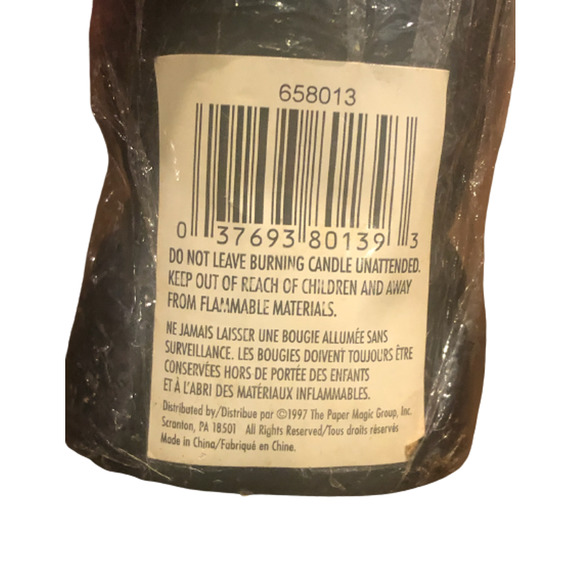 658013
0 37693 80139 3
DO NOT LEAVE BURNING CANDLE UNATTENDED.
KEEP OUT OF REACH OF CHILDREN AND AWAY
FROM FLAMMABLE MATERIALS.
NE JAMAIS LAISSER UNE BOUGIE ALLUMÉE SANS
SURVEILLANCE. LES BOUGIES DOIVENT TOUJOURS ÊTRE
CONSERVÉES HORS DE PORTÉE DES ENFANTS
ET À L'ABRI DES MATÉRIAUX INFLAMMABLES.
Distributed by/Distribue par ©1997 The Paper Magic Group, Inc.
Scranton, PA 18501 All Rights Reserved/Tous droits réservés
Made in China/Fabriqué en Chine.